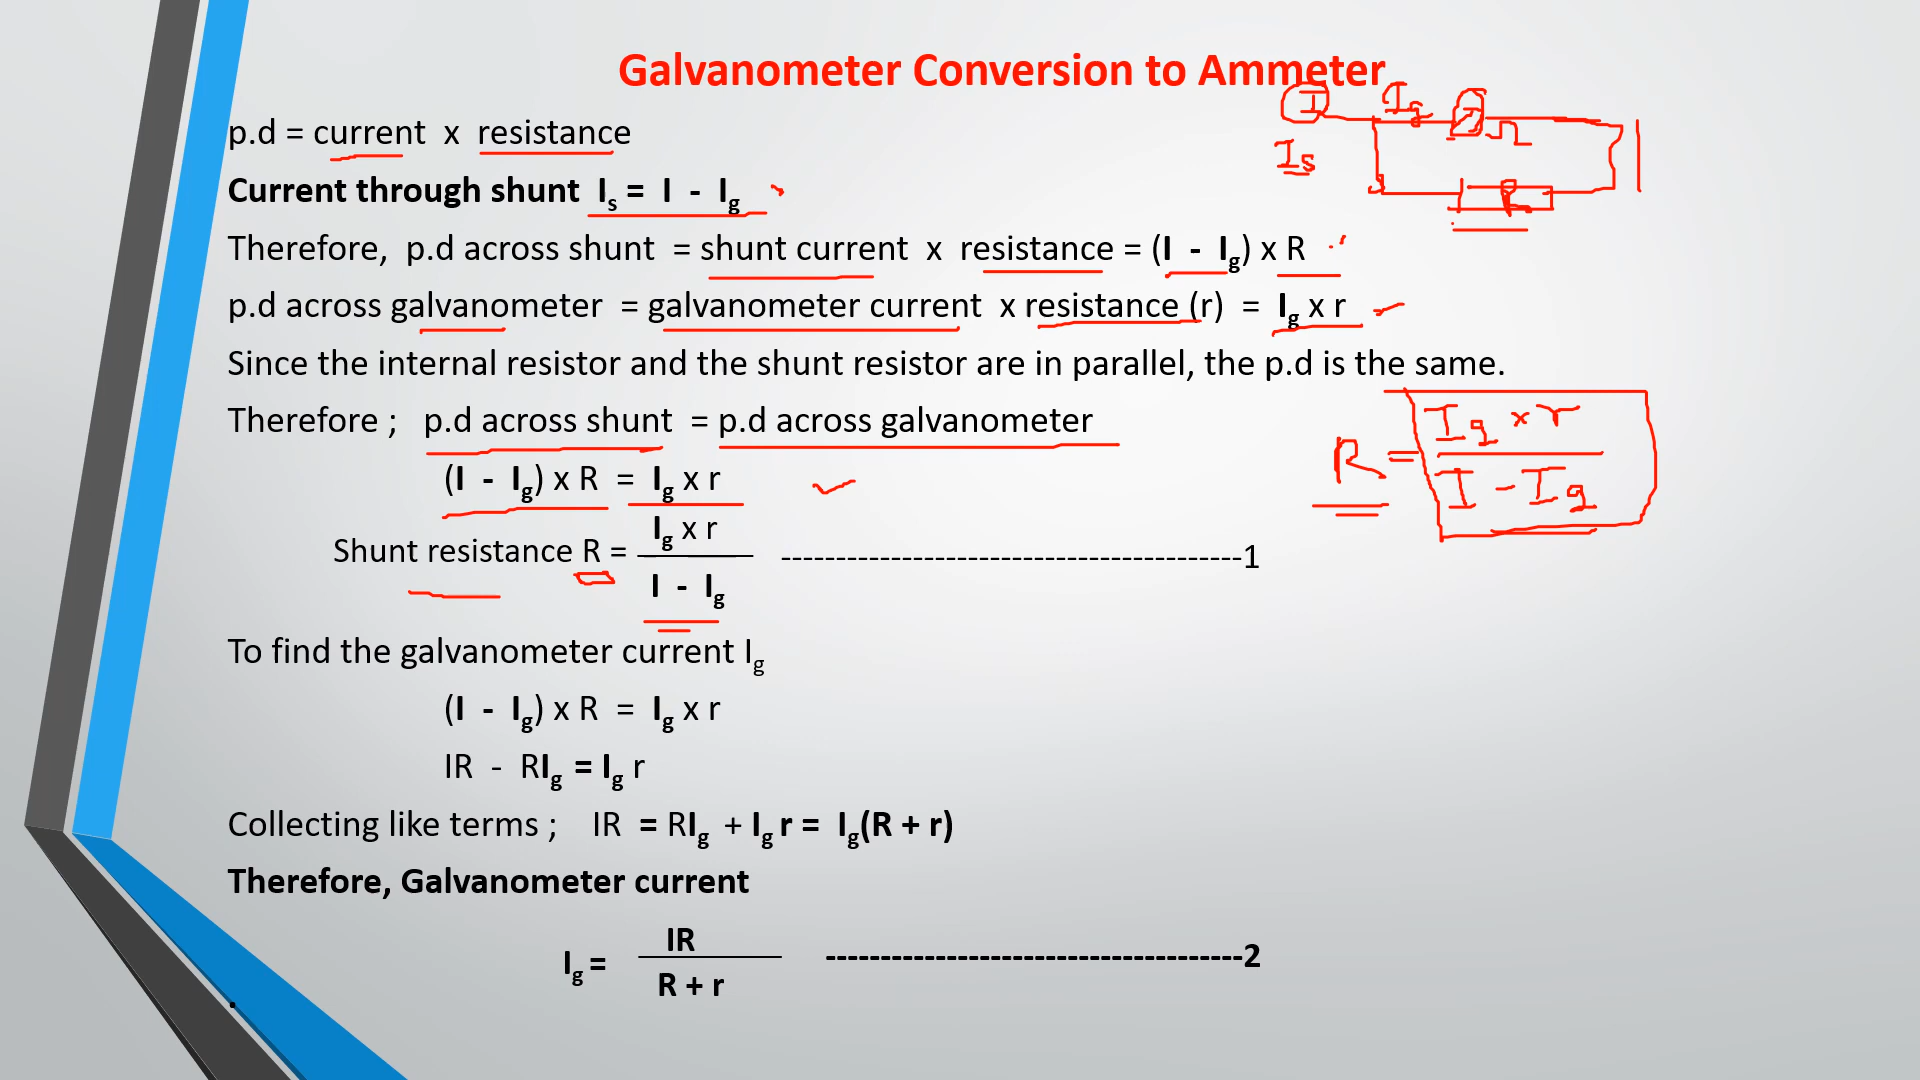 Galvanometer Conversion to Ammeter
I Ig r
Is
R
p.d = current x resistance
Current through shunt Is = I - Ig
Therefore, p.d across shunt = shunt current x resistance = (I - Ig) x R
p.d across galvanometer = galvanometer current x resistance (r) = Ig x r
Since the internal resistor and the shunt resistor are in parallel, the p.d is the same.
Therefore ; p.d across shunt = p.d across galvanometer
(I - Ig) x R = Ig x r
Ig x r
R =
I - Ig
Ig x r
Shunt resistance R = ------------------------------------------1
I - Ig
To find the galvanometer current Ig
(I - Ig) x R = Ig x r
IR - RIg = Ig r
Collecting like terms ; IR = RIg + Ig r = Ig(R + r)
Therefore, Galvanometer current
IR
Ig = --------------------------------------2
R + r
.